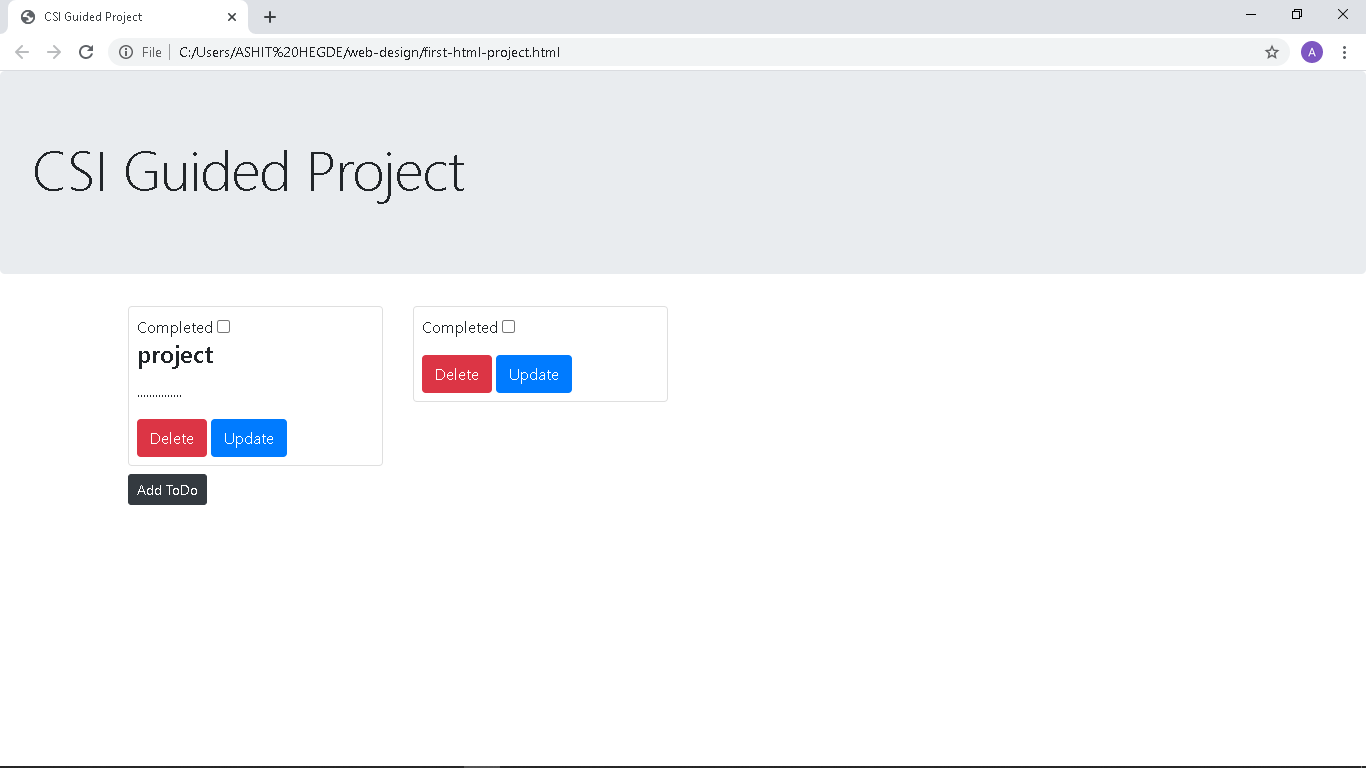 CSI Guided Project
File C:/Users/ASHIT%20HEGDE/web-design/first-html-project.html
A
CSI Guided Project
Completed
project
...............
Delete Update
Completed
Delete Update
Add ToDo